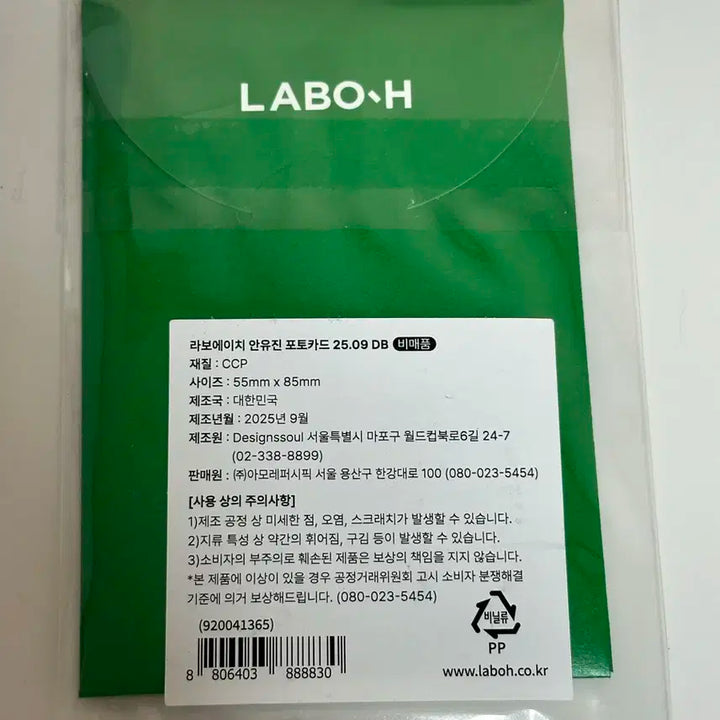 LABO-H
라보에이치 안유진 포토카드 25.09 DB 비매품
재질 : CCP
사이즈 : 55mm x 85mm
제조국 : 대한민국
제조년월 : 2025년 9월
제조원 : Designssoul 서울특별시 마포구 월드컵북로6길 24-7
(02-338-8899)
판매원 : ㈜아모레퍼시픽 서울 용산구 한강대로 100 (080-023-5454)
[사용 상의 주의사항]
1)제조 공정 상 미세한 점, 오염, 스크래치가 발생할 수 있습니다.
2)지류 특성 상 약간의 휘어짐, 구김 등이 발생할 수 있습니다.
3)소비자의 부주의로 훼손된 제품은 보상의 책임을 지지 않습니다.
*본 제품에 이상이 있을 경우 공정거래위원회 고시 소비자 분쟁해결
기준에 의거 보상해드립니다. (080-023-5454)
(920041365)
비닐류
PP
8 806403 888830
www.laboh.co.kr